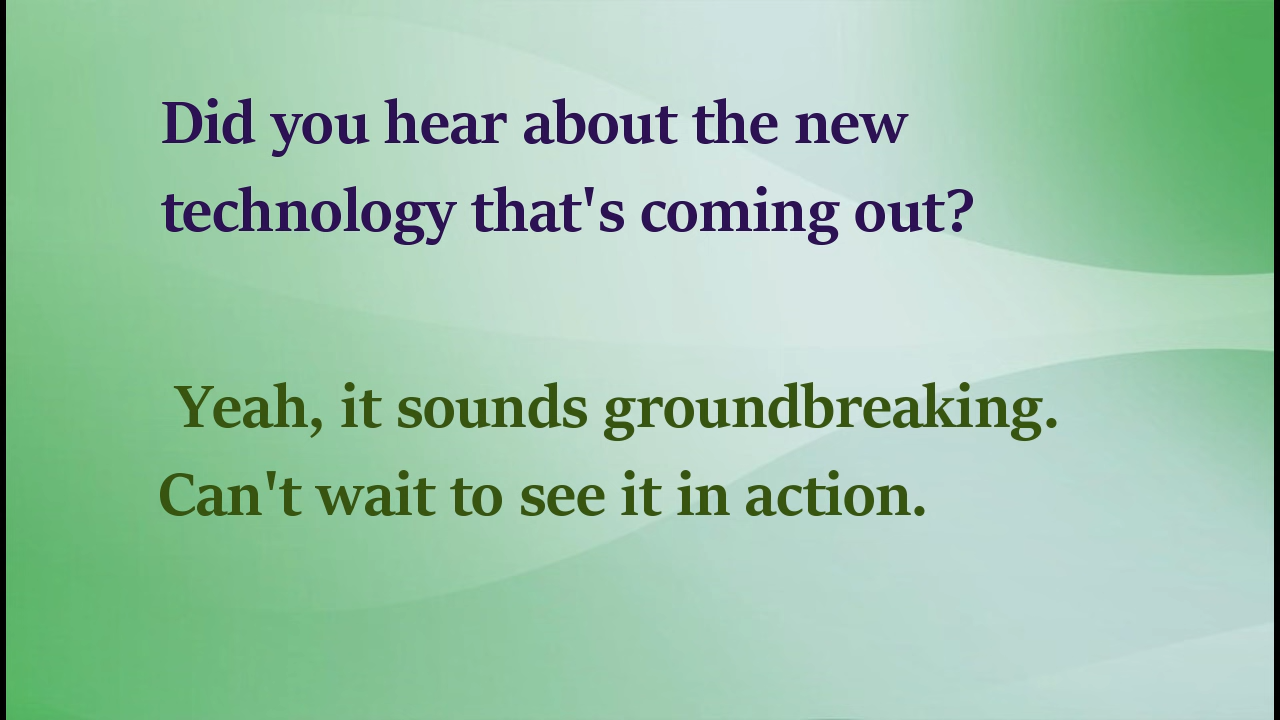 Did you hear about the new
technology that's coming out?
Yeah, it sounds groundbreaking.
Can't wait to see it in action.